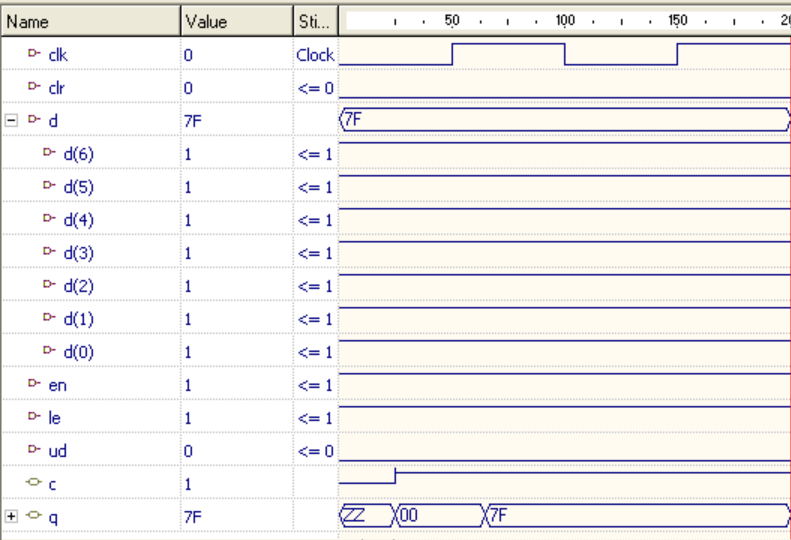 Name Value Sti... 50 100 150 20
clk 0 Clock
clr 0 <= 0
d 7F 7F
d(6) 1 <= 1
d(5) 1 <= 1
d(4) 1 <= 1
d(3) 1 <= 1
d(2) 1 <= 1
d(1) 1 <= 1
d(0) 1 <= 1
en 1 <= 1
le 1 <= 1
ud 0 <= 0
c 1
q 7F ZZ 00 7F